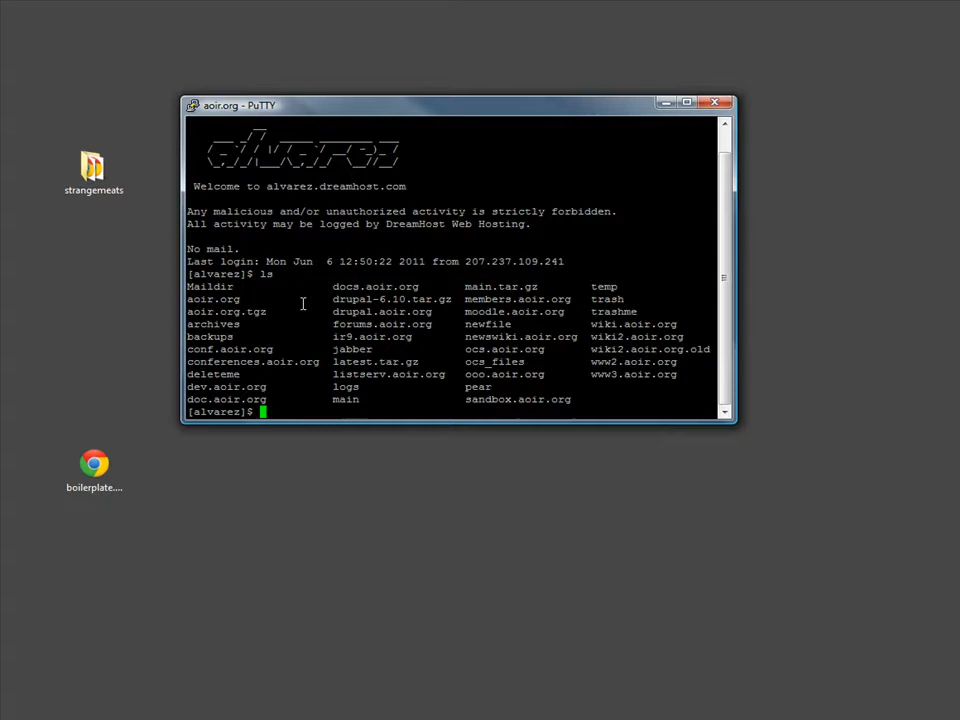 aoir.org - PuTTY
alvarez
Welcome to alvarez.dreamhost.com
Any malicious and/or unauthorized activity is strictly forbidden.
All activity may be logged by DreamHost Web Hosting.
No mail.
Last login: Mon Jun  6 12:50:22 2011 from 207.237.109.241
[alvarez]$ ls
Maildir docs.aoir.org main.tar.gz temp
aoir.org drupal-6.10.tar.gz members.aoir.org trash
aoir.org.tgz drupal.aoir.org moodle.aoir.org trashme
archives forums.aoir.org newfile wiki.aoir.org
backups ir9.aoir.org newswiki.aoir.org wiki2.aoir.org
conf.aoir.org jabber ocs.aoir.org wiki2.aoir.org.old
conferences.aoir.org latest.tar.gz ocs_files www2.aoir.org
deleteme listserv.aoir.org ooo.aoir.org www3.aoir.org
dev.aoir.org logs pear
doc.aoir.org main sandbox.aoir.org
[alvarez]$
strangemeats
boilerplate....